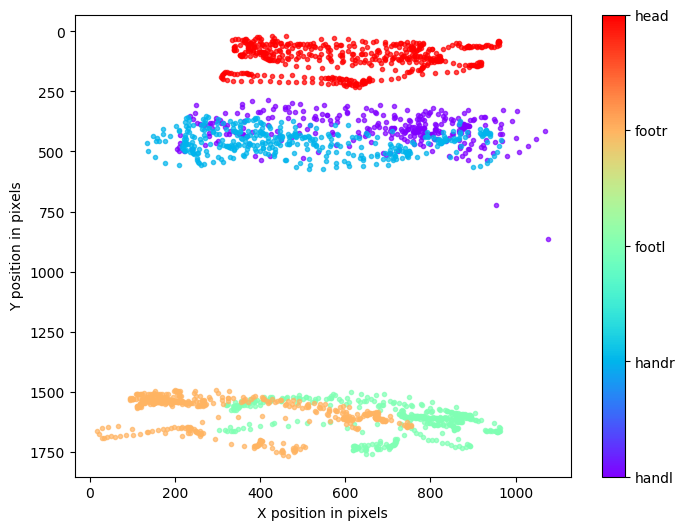 0
250
500
750
1000
1250
1500
1750
Y position in pixels
0
200
400
600
800
1000
X position in pixels
head
footr
footl
handr
handl